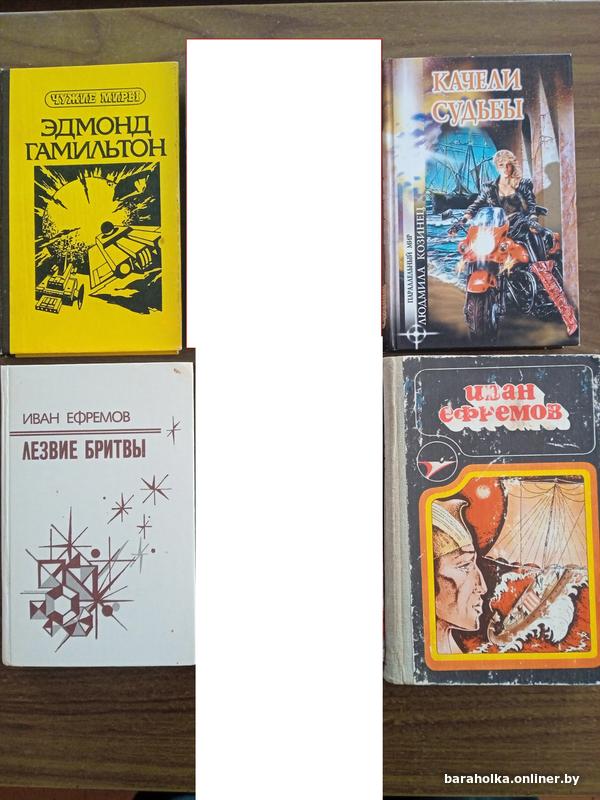 ЧУЖИЕ МИРЫ
ЭДМОНД
ГАМИЛЬТОН
КАЧЕЛИ
СУДЬБЫ
ПАРАЛЛЕЛЬНЫЙ МИР
ЛЮДМИЛА КОЗИНЕЦ
ИВАН ЕФРЕМОВ
ЛЕЗВИЕ БРИТВЫ
иван
ефремов
baraholka.onliner.by